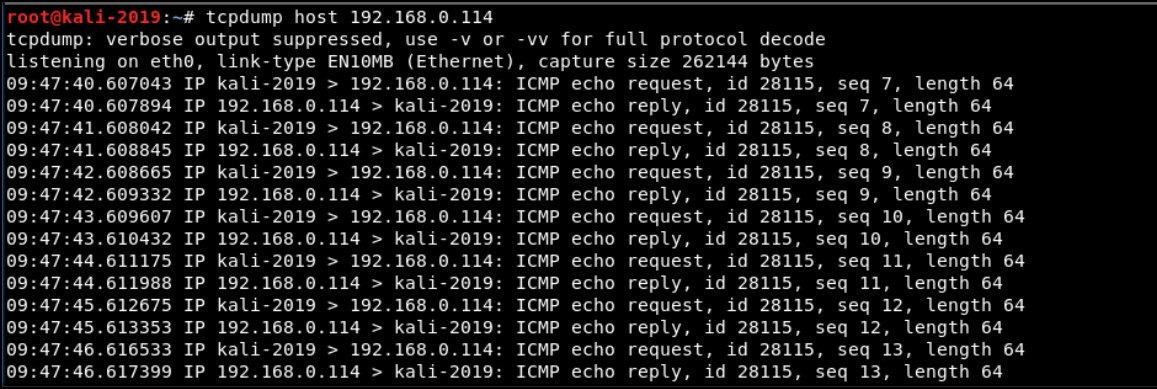 root@kali-2019:~# tcpdump host 192.168.0.114
tcpdump: verbose output suppressed, use -v or -vv for full protocol decode
listening on eth0, link-type EN10MB (Ethernet), capture size 262144 bytes
09:47:40.607043 IP kali-2019 > 192.168.0.114: ICMP echo request, id 28115, seq 7, length 64
09:47:40.607894 IP 192.168.0.114 > kali-2019: ICMP echo reply, id 28115, seq 7, length 64
09:47:41.608042 IP kali-2019 > 192.168.0.114: ICMP echo request, id 28115, seq 8, length 64
09:47:41.608845 IP 192.168.0.114 > kali-2019: ICMP echo reply, id 28115, seq 8, length 64
09:47:42.608665 IP kali-2019 > 192.168.0.114: ICMP echo request, id 28115, seq 9, length 64
09:47:42.609332 IP 192.168.0.114 > kali-2019: ICMP echo reply, id 28115, seq 9, length 64
09:47:43.609607 IP kali-2019 > 192.168.0.114: ICMP echo request, id 28115, seq 10, length 64
09:47:43.610432 IP 192.168.0.114 > kali-2019: ICMP echo reply, id 28115, seq 10, length 64
09:47:44.611175 IP kali-2019 > 192.168.0.114: ICMP echo request, id 28115, seq 11, length 64
09:47:44.611988 IP 192.168.0.114 > kali-2019: ICMP echo reply, id 28115, seq 11, length 64
09:47:45.612675 IP kali-2019 > 192.168.0.114: ICMP echo request, id 28115, seq 12, length 64
09:47:45.613353 IP 192.168.0.114 > kali-2019: ICMP echo reply, id 28115, seq 12, length 64
09:47:46.616533 IP kali-2019 > 192.168.0.114: ICMP echo request, id 28115, seq 13, length 64
09:47:46.617399 IP 192.168.0.114 > kali-2019: ICMP echo reply, id 28115, seq 13, length 64